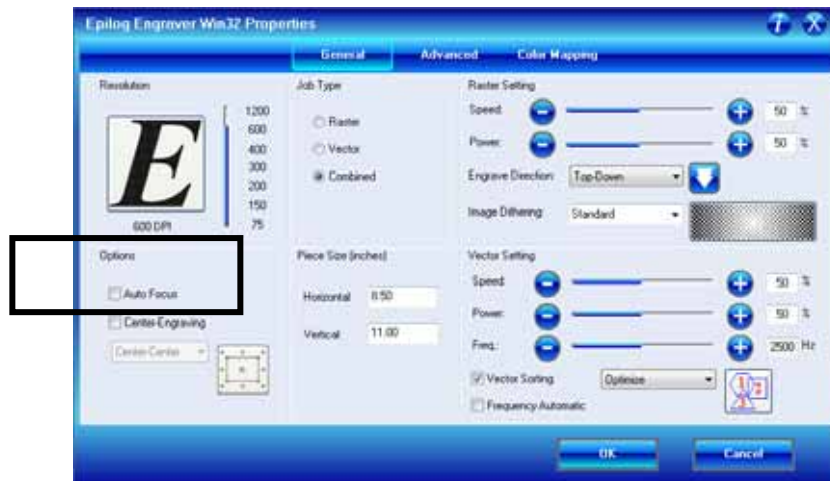 Epilog Engraver Win32 Properties
i X
General Advanced Color Mapping
Resolution
E
600 DPI
1200
600
400
300
200
150
75
Job Type
Raster
Vector
Combined
Raster Setting
Speed: 50 %
Power: 50 %
Engrave Direction: Top-Down
Image Dithering: Standard
Options
Auto Focus
Center-Engraving
Center-Center
Piece Size (inches)
Horizontal 8.50
Vertical 11.00
Vector Setting
Speed: 50 %
Power: 50 %
Freq.: 2500 Hz
Vector Sorting Optimize
Frequency Automatic
OK Cancel